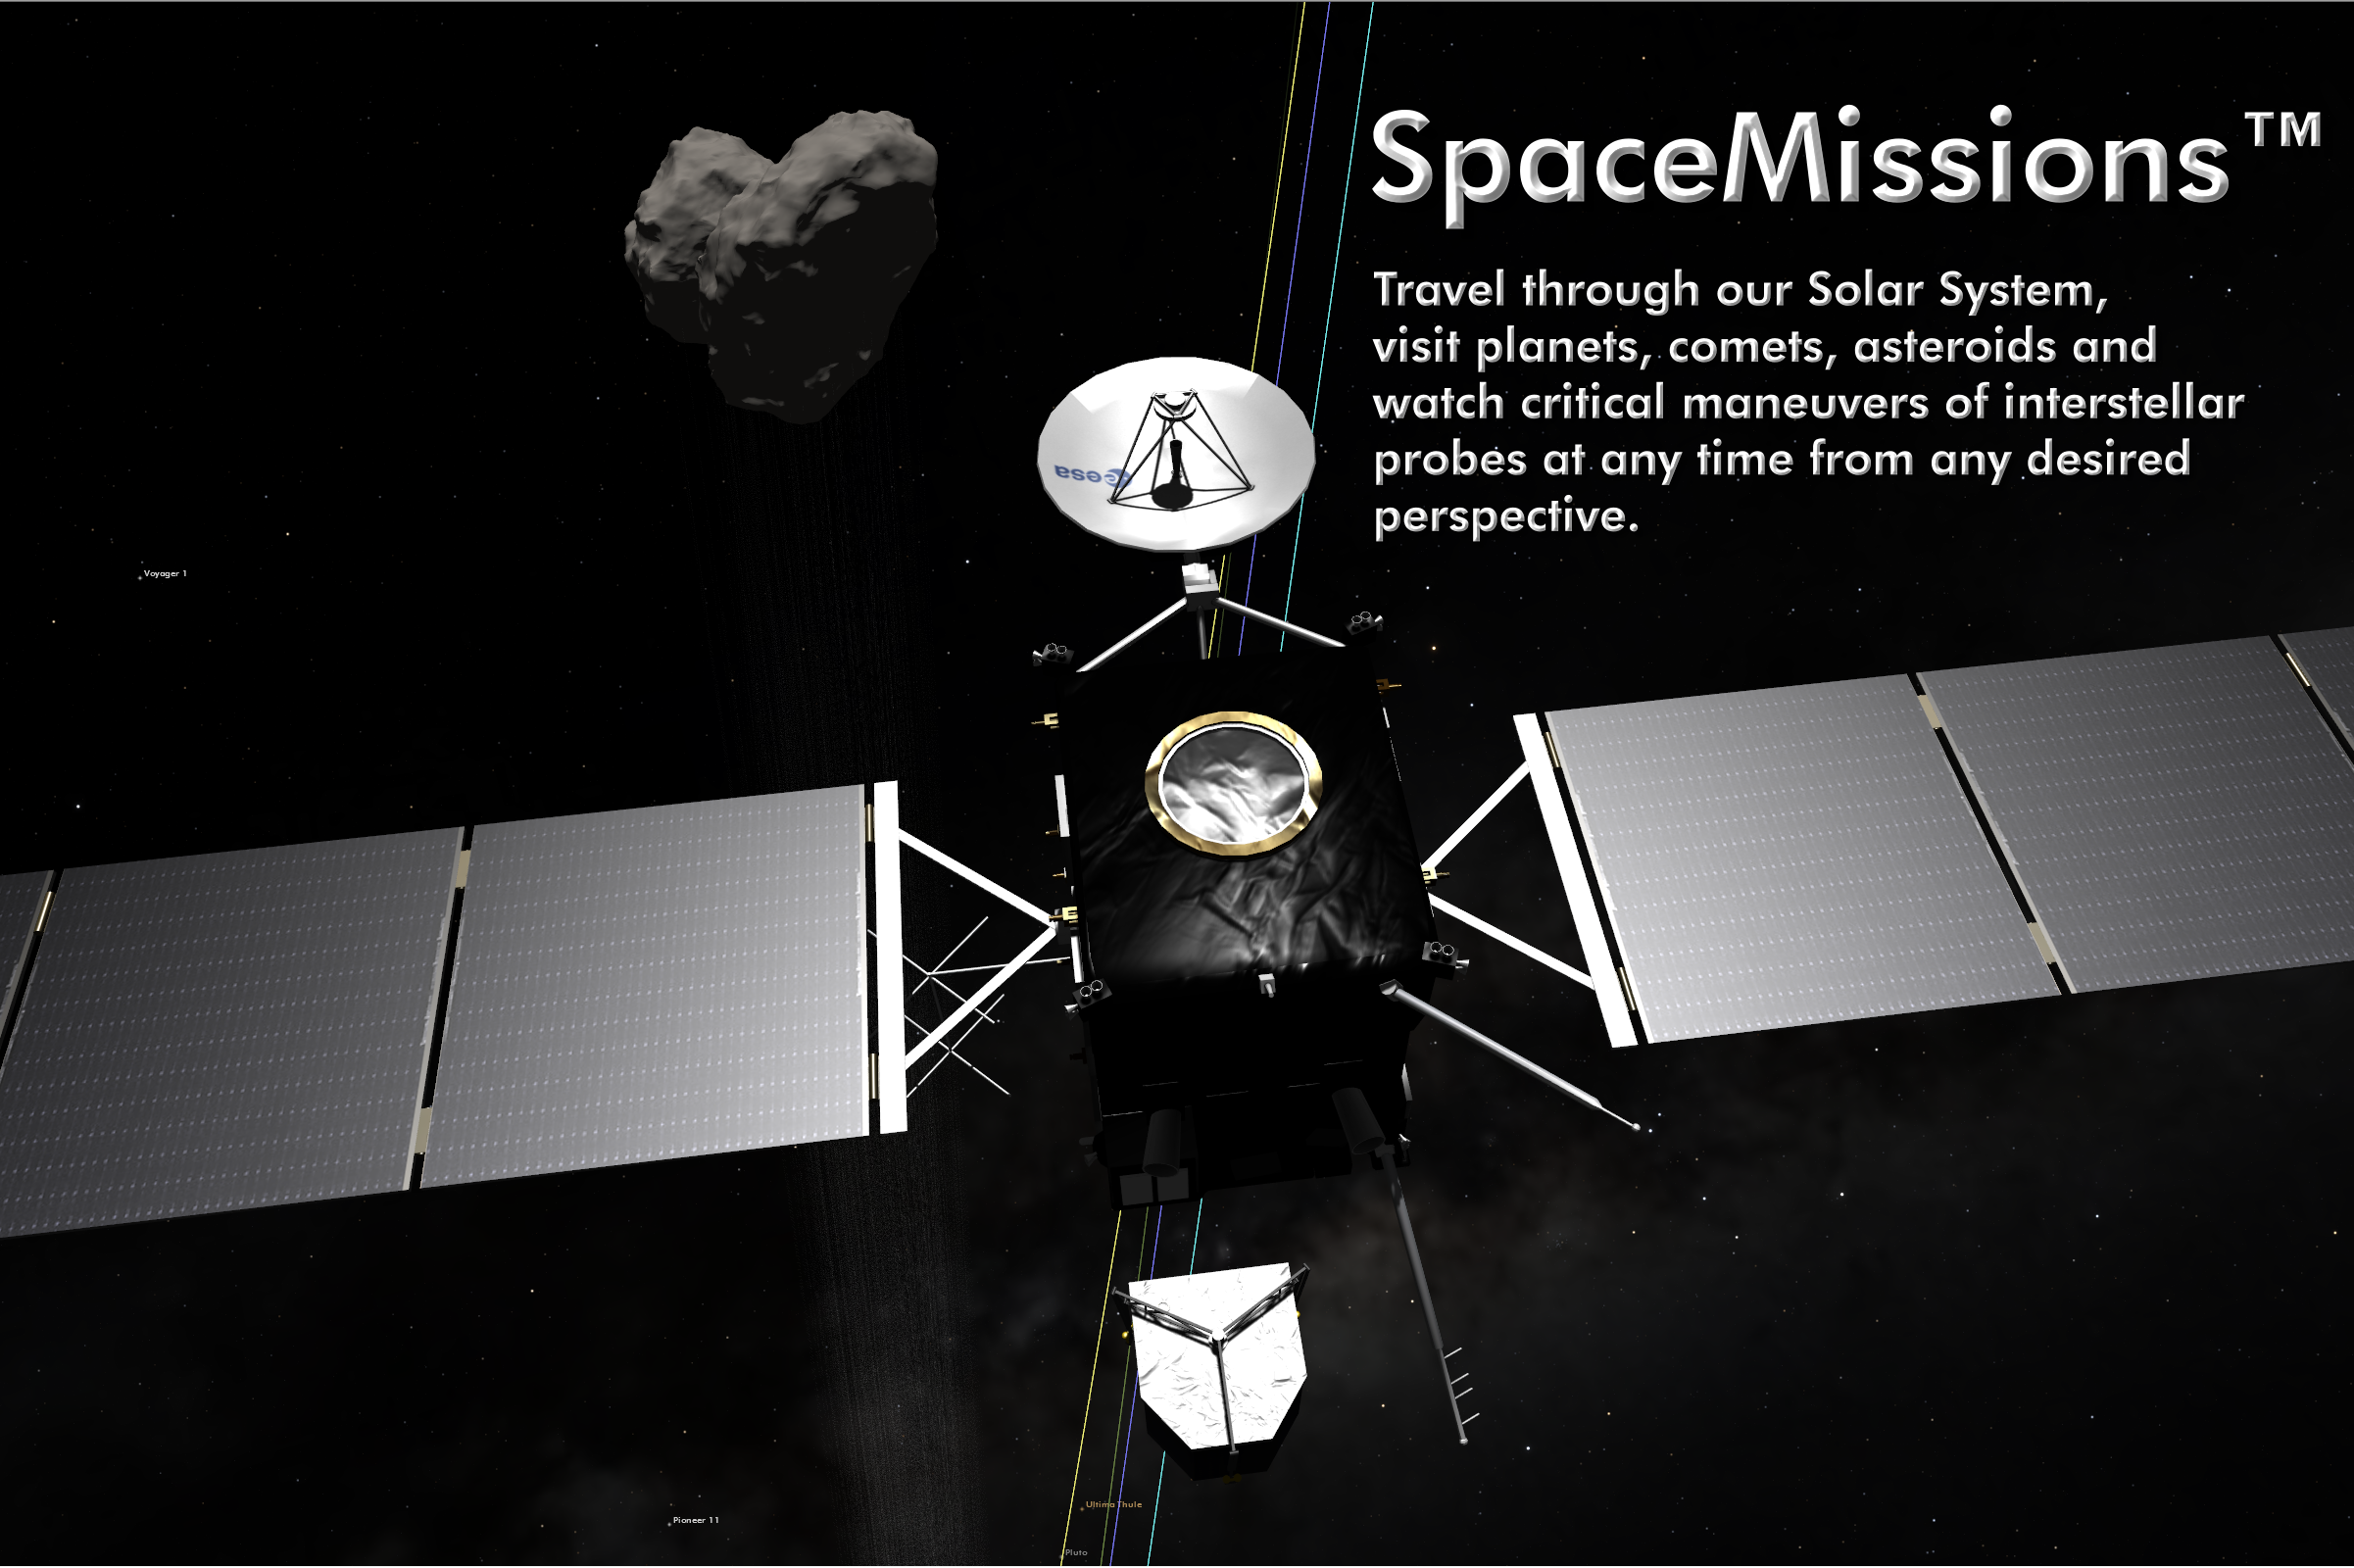 SpaceMissions™
Travel through our Solar System,
visit planets, comets, asteroids and
watch critical maneuvers of interstellar
probes at any time from any desired
perspective.
esa
Voyager 1
Ultima Thule
Pioneer 11
Pluto